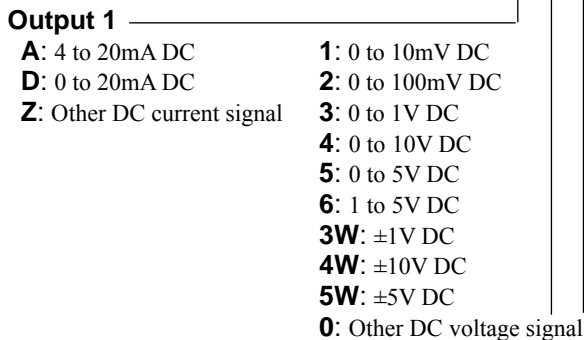 Output 1
A: 4 to 20mA DC
D: 0 to 20mA DC
Z: Other DC current signal
1: 0 to 10mV DC
2: 0 to 100mV DC
3: 0 to 1V DC
4: 0 to 10V DC
5: 0 to 5V DC
6: 1 to 5V DC
3W: ±1V DC
4W: ±10V DC
5W: ±5V DC
0: Other DC voltage signal